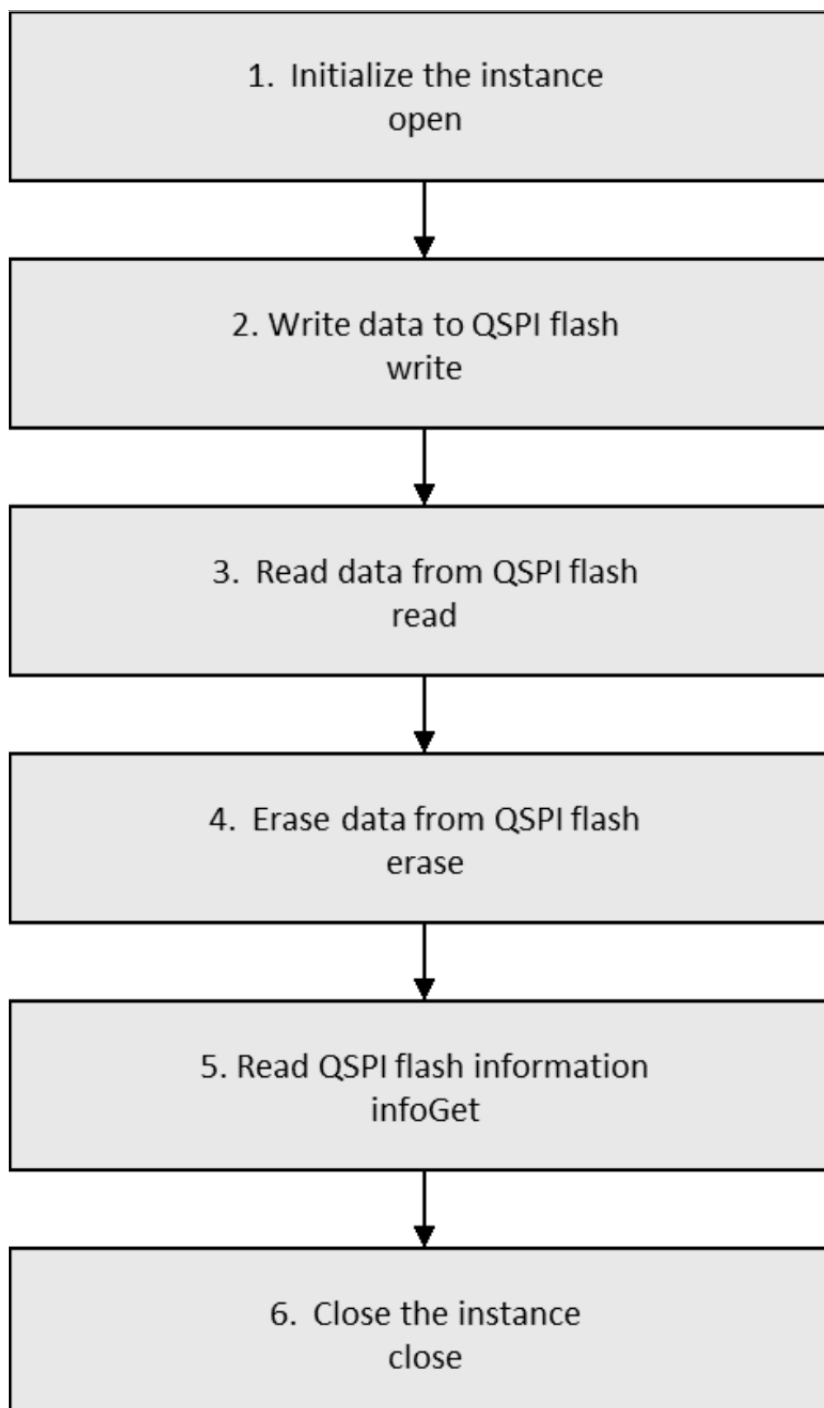 1. Initialize the instance
open
2. Write data to QSPI flash
write
3. Read data from QSPI flash
read
4. Erase data from QSPI flash
erase
5. Read QSPI flash information
infoGet
6. Close the instance
close